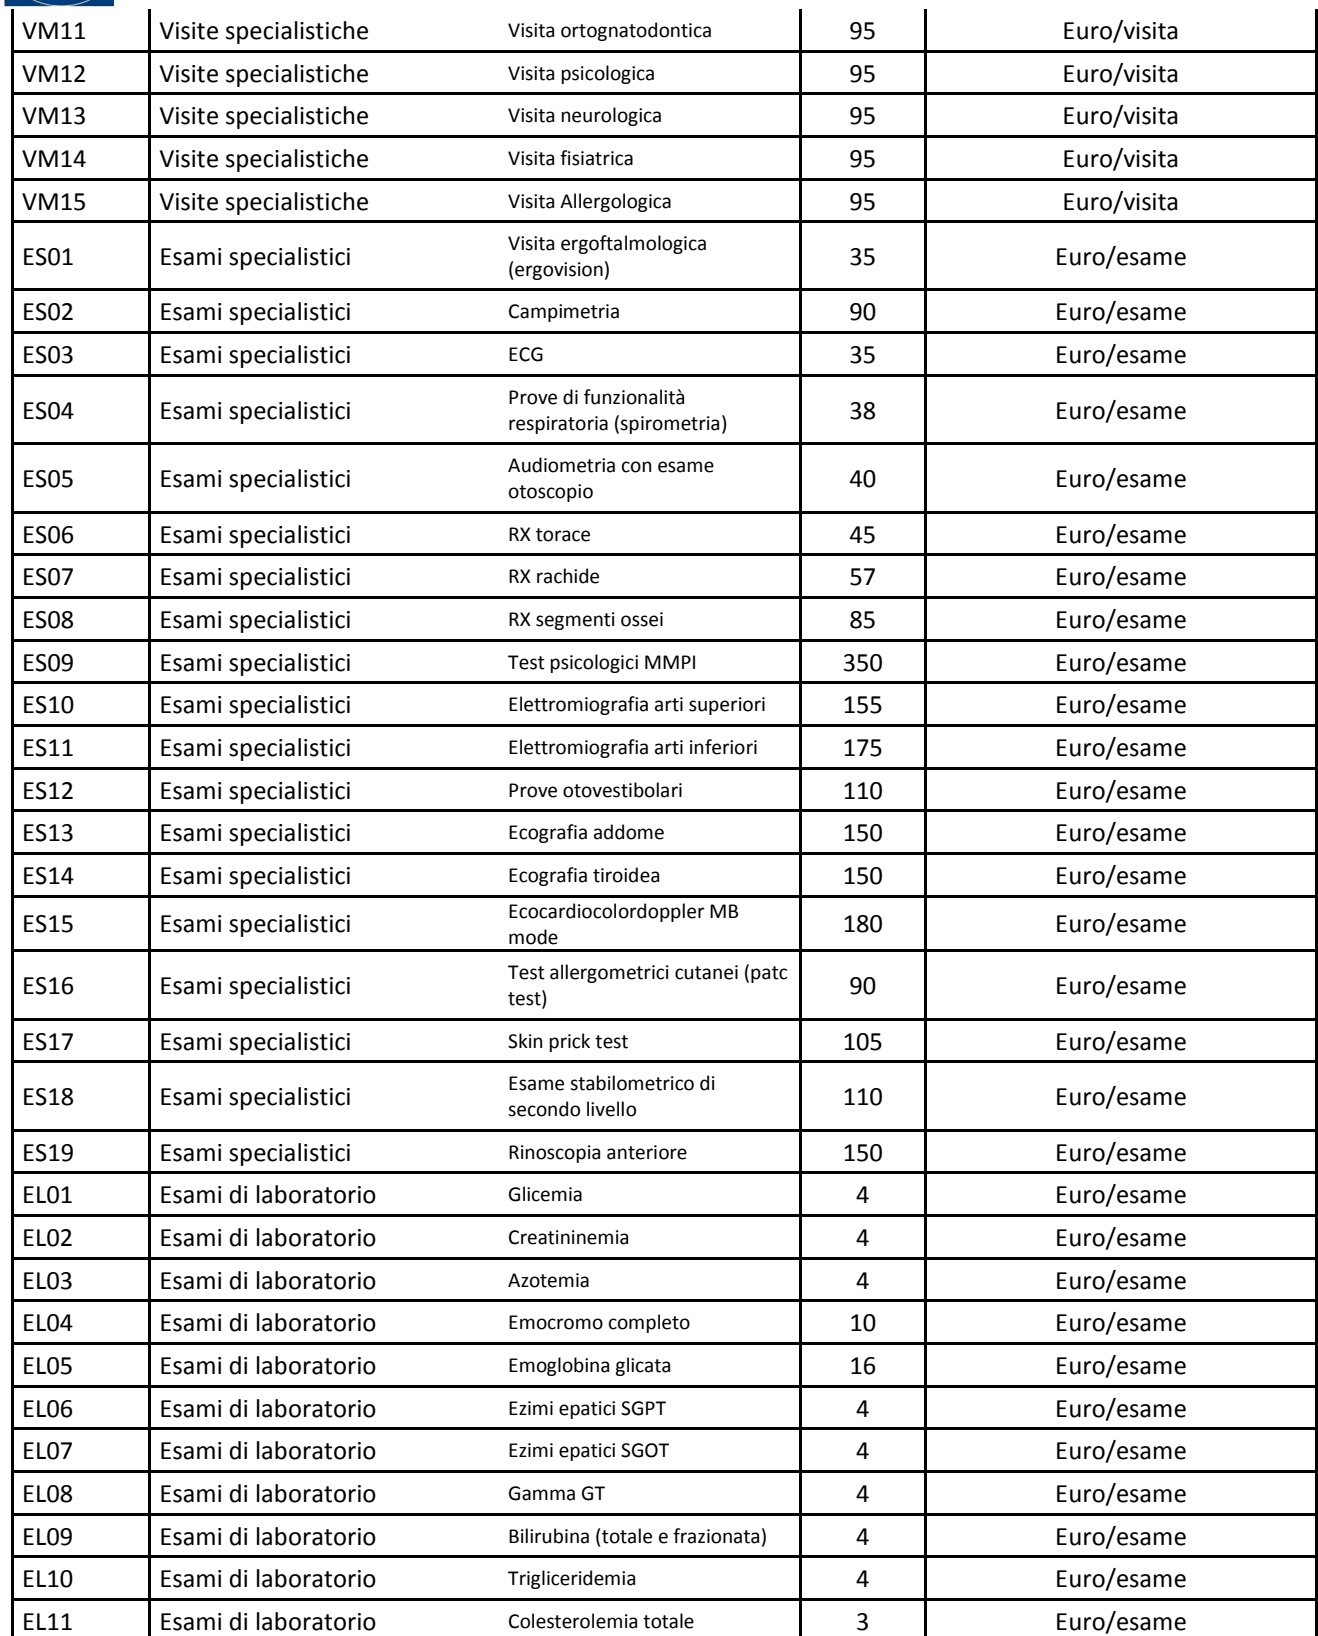 VM11 Visite specialistiche Visita ortognatodontica 95 Euro/visita
VM12 Visite specialistiche Visita psicologica 95 Euro/visita
VM13 Visite specialistiche Visita neurologica 95 Euro/visita
VM14 Visite specialistiche Visita fisiatrica 95 Euro/visita
VM15 Visite specialistiche Visita Allergologica 95 Euro/visita
ES01 Esami specialistici Visita ergoftalmologica
(ergovision) 35 Euro/esame
ES02 Esami specialistici Campimetria 90 Euro/esame
ES03 Esami specialistici ECG 35 Euro/esame
ES04 Esami specialistici Prove di funzionalità
respiratoria (spirometria) 38 Euro/esame
ES05 Esami specialistici Audiometria con esame
otoscopio 40 Euro/esame
ES06 Esami specialistici RX torace 45 Euro/esame
ES07 Esami specialistici RX rachide 57 Euro/esame
ES08 Esami specialistici RX segmenti ossei 85 Euro/esame
ES09 Esami specialistici Test psicologici MMPI 350 Euro/esame
ES10 Esami specialistici Elettromiografia arti superiori 155 Euro/esame
ES11 Esami specialistici Elettromiografia arti inferiori 175 Euro/esame
ES12 Esami specialistici Prove otovestibolari 110 Euro/esame
ES13 Esami specialistici Ecografia addome 150 Euro/esame
ES14 Esami specialistici Ecografia tiroidea 150 Euro/esame
ES15 Esami specialistici Ecocardiocolordoppler MB
mode 180 Euro/esame
ES16 Esami specialistici Test allergometrici cutanei (patc
test) 90 Euro/esame
ES17 Esami specialistici Skin prick test 105 Euro/esame
ES18 Esami specialistici Esame stabilometrico di
secondo livello 110 Euro/esame
ES19 Esami specialistici Rinoscopia anteriore 150 Euro/esame
EL01 Esami di laboratorio Glicemia 4 Euro/esame
EL02 Esami di laboratorio Creatininemia 4 Euro/esame
EL03 Esami di laboratorio Azotemia 4 Euro/esame
EL04 Esami di laboratorio Emocromo completo 10 Euro/esame
EL05 Esami di laboratorio Emoglobina glicata 16 Euro/esame
EL06 Esami di laboratorio Ezimi epatici SGPT 4 Euro/esame
EL07 Esami di laboratorio Ezimi epatici SGOT 4 Euro/esame
EL08 Esami di laboratorio Gamma GT 4 Euro/esame
EL09 Esami di laboratorio Bilirubina (totale e frazionata) 4 Euro/esame
EL10 Esami di laboratorio Trigliceridemia 4 Euro/esame
EL11 Esami di laboratorio Colesterolemia totale 3 Euro/esame